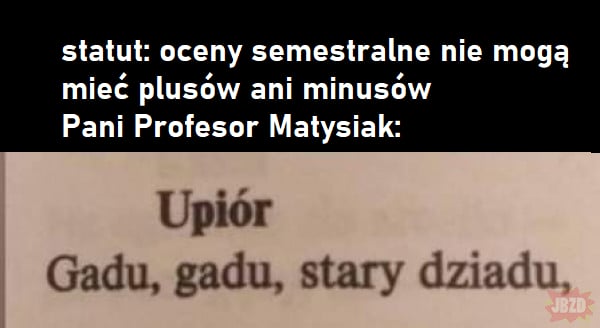 statut: oceny semestralne nie mogą
mieć plusów ani minusów
Pani Profesor Matysiak:
Upiór
Gadu, gadu, stary dziadu,
JBZD